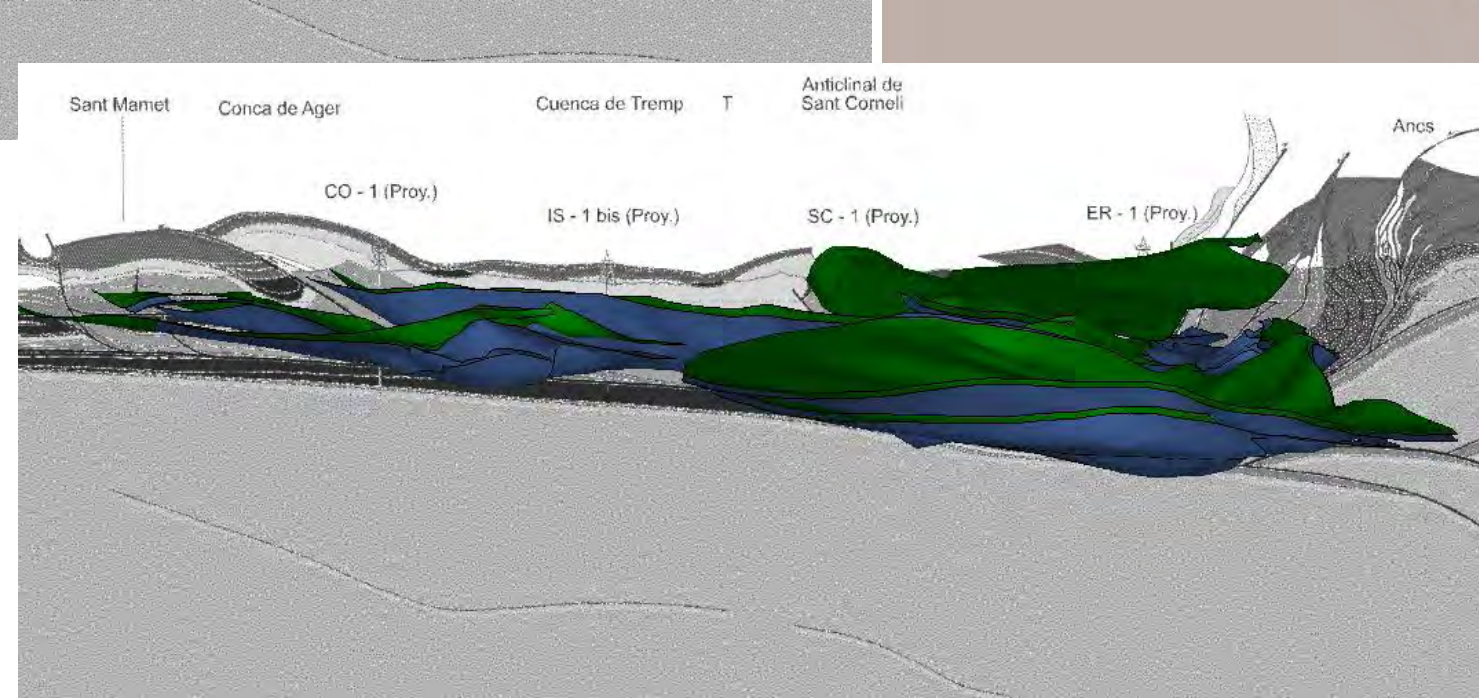 Sant Mamet
Conca de Ager
Cuenca de Tremp
T
Anticlinal de
Sant Corneli
Ancs
CO - 1 (Proy.)
IS - 1 bis (Proy.)
SC - 1 (Proy.)
ER - 1 (Proy.)